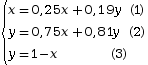 x = 0,25x + 0,19y (1)
y = 0,75x + 0,81y (2)
y = 1 − x (3)